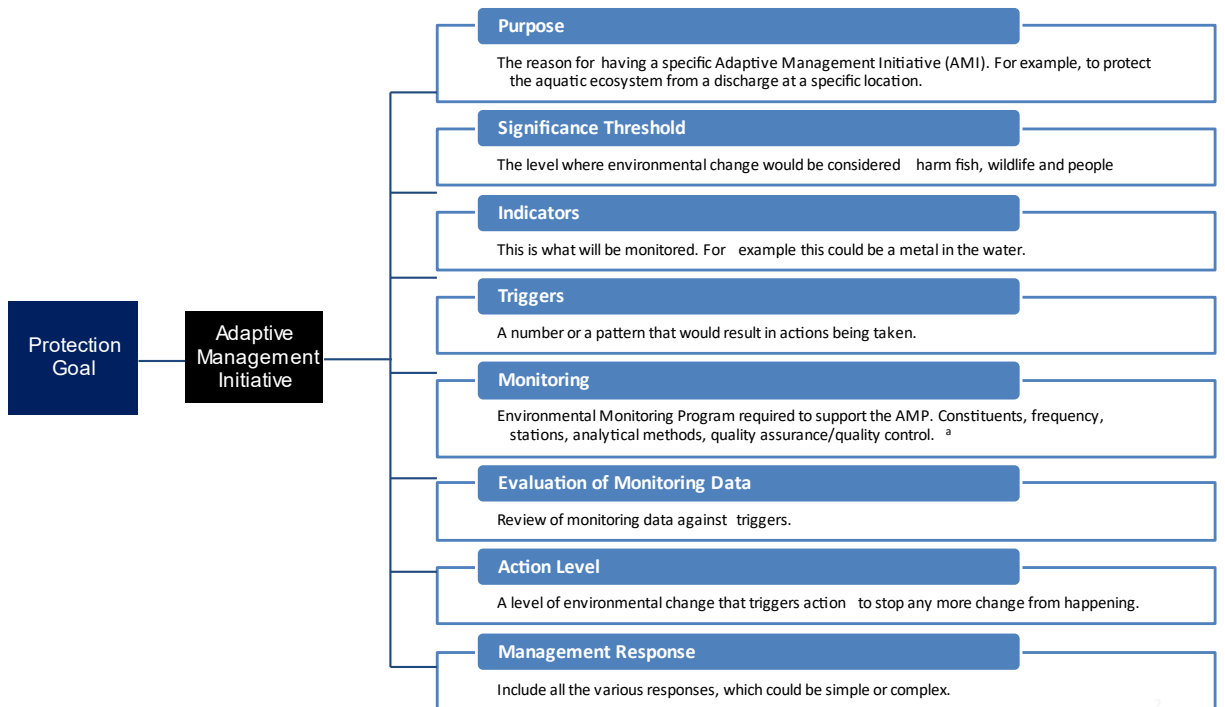 Purpose
The reason for having a specific Adaptive Management Initiative (AMI). For example, to protect
the aquatic ecosystem from a discharge at a specific location.
Significance Threshold
The level where environmental change would be considered harm fish, wildlife and people
Indicators
This is what will be monitored. For example this could be a metal in the water.
Triggers
A number or a pattern that would result in actions being taken.
Protection
Goal
Adaptive
Management
Initiative
Monitoring
Environmental Monitoring Program required to support the AMP. Constituents, frequency,
stations, analytical methods, quality assurance/quality control. a
Evaluation of Monitoring Data
Review of monitoring data against triggers.
Action Level
A level of environmental change that triggers action to stop any more change from happening.
Management Response
Include all the various responses, which could be simple or complex.
2